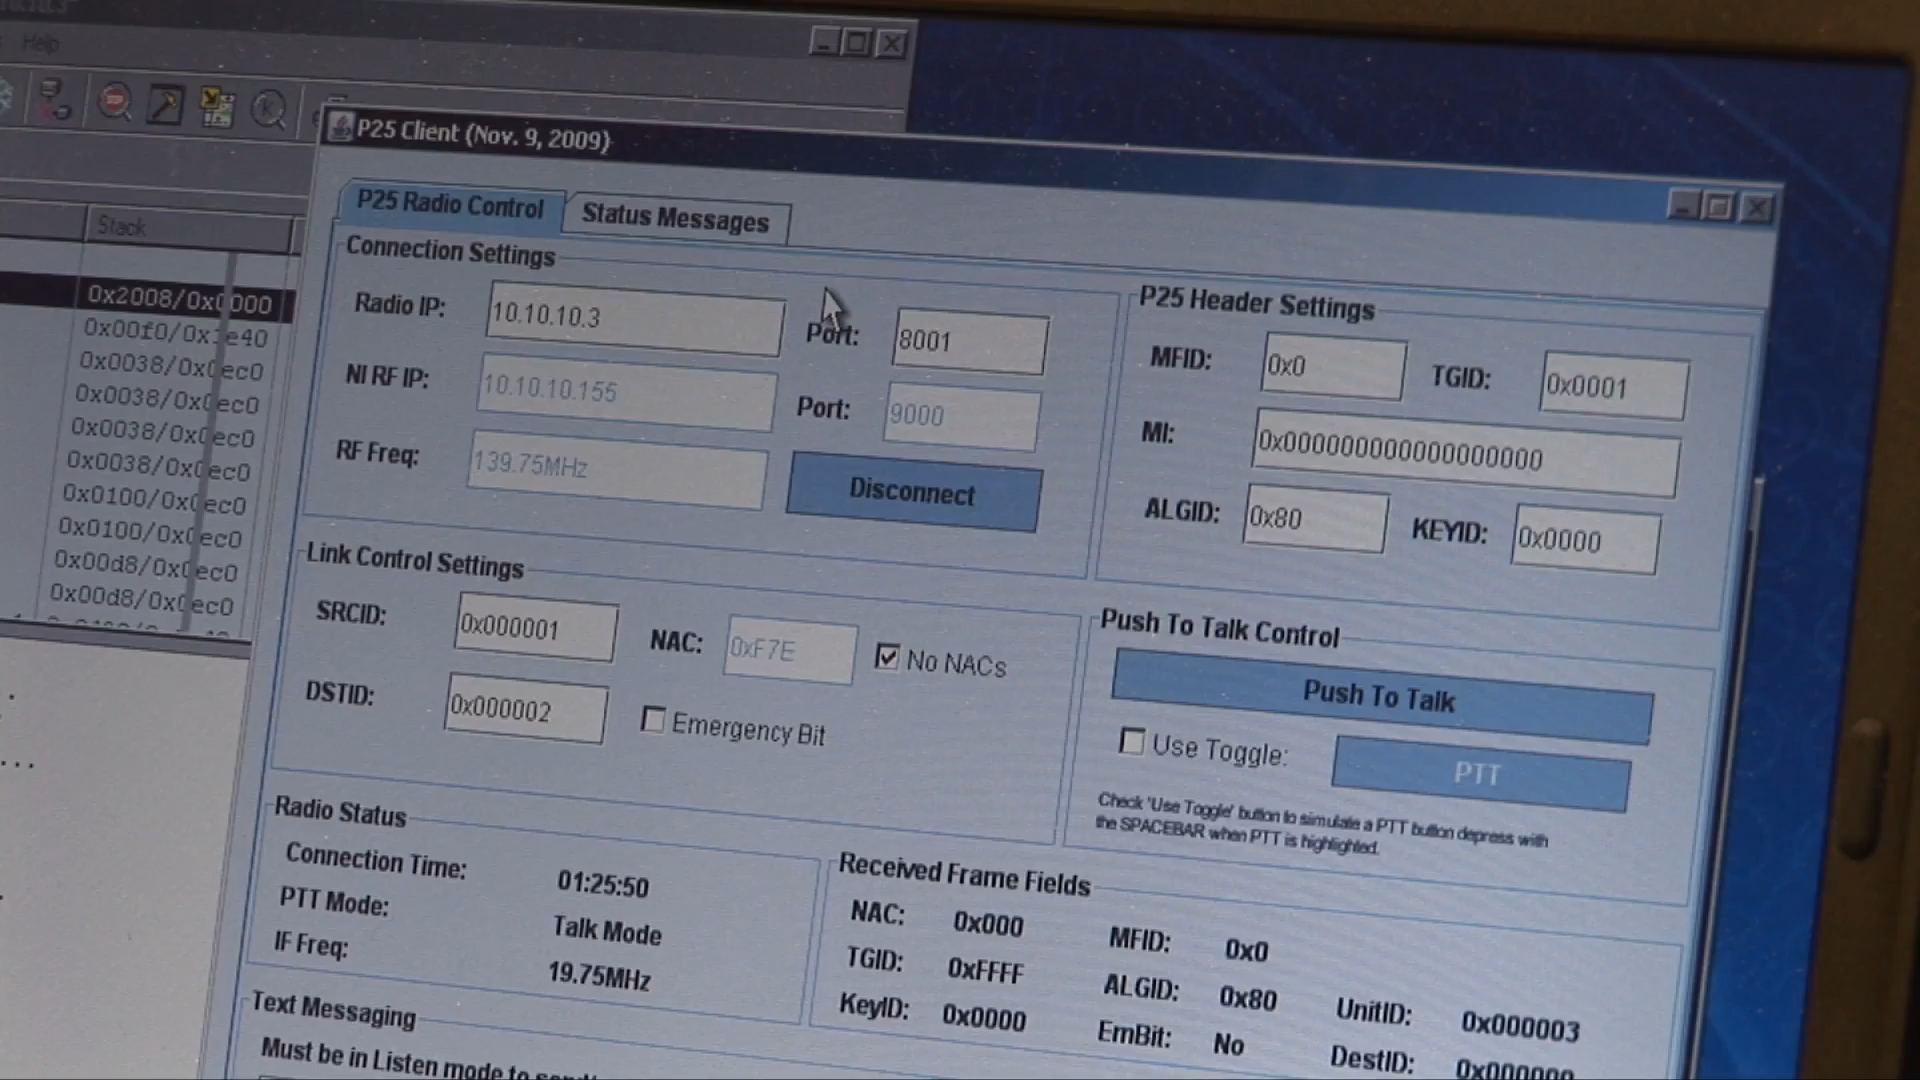 Help
P25 Client (Nov. 9, 2009)
P25 Radio Control
Status Messages
Stack
0x2008/0x0000
0x00f0/0x1e40
0x0038/0x0ec0
0x0038/0x0ec0
0x0038/0x0ec0
0x0038/0x0ec0
0x0100/0x0ec0
0x0100/0x0ec0
0x00d8/0x0ec0
0x00d8/0x0ec0
Connection Settings
Radio IP: 10.10.10.3 Port: 8001
NI RF IP: 10.10.10.155 Port: 9000
RF Freq: 139.75MHz Disconnect
P25 Header Settings
MFID: 0x0 TGID: 0x0001
MI: 0x000000000000000000
ALGID: 0x80 KEYID: 0x0000
Link Control Settings
SRCID: 0x000001 NAC: 0xF7E No NACs
DSTID: 0x000002 Emergency Bit
Push To Talk Control
Push To Talk
Use Toggle: PTT
Check 'Use Toggle' button to simulate a PTT button depress with
the SPACEBAR when PTT is highlighted.
Radio Status
Connection Time: 01:25:50
PTT Mode: Talk Mode
IF Freq: 19.75MHz
Received Frame Fields
NAC: 0x000 MFID: 0x0
TGID: 0xFFFF ALGID: 0x80 UnitID: 0x000003
KeyID: 0x0000 EmBit: No DestID: 0x000000
Text Messaging
Must be in Listen mode to